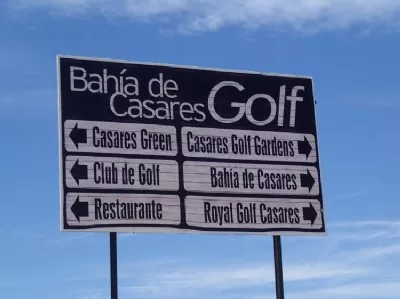 Bahía de
Casares Golf
Casares Green
Casares Golf Gardens
Club de Golf
Bahía de Casares
Restaurante
Royal Golf Casares